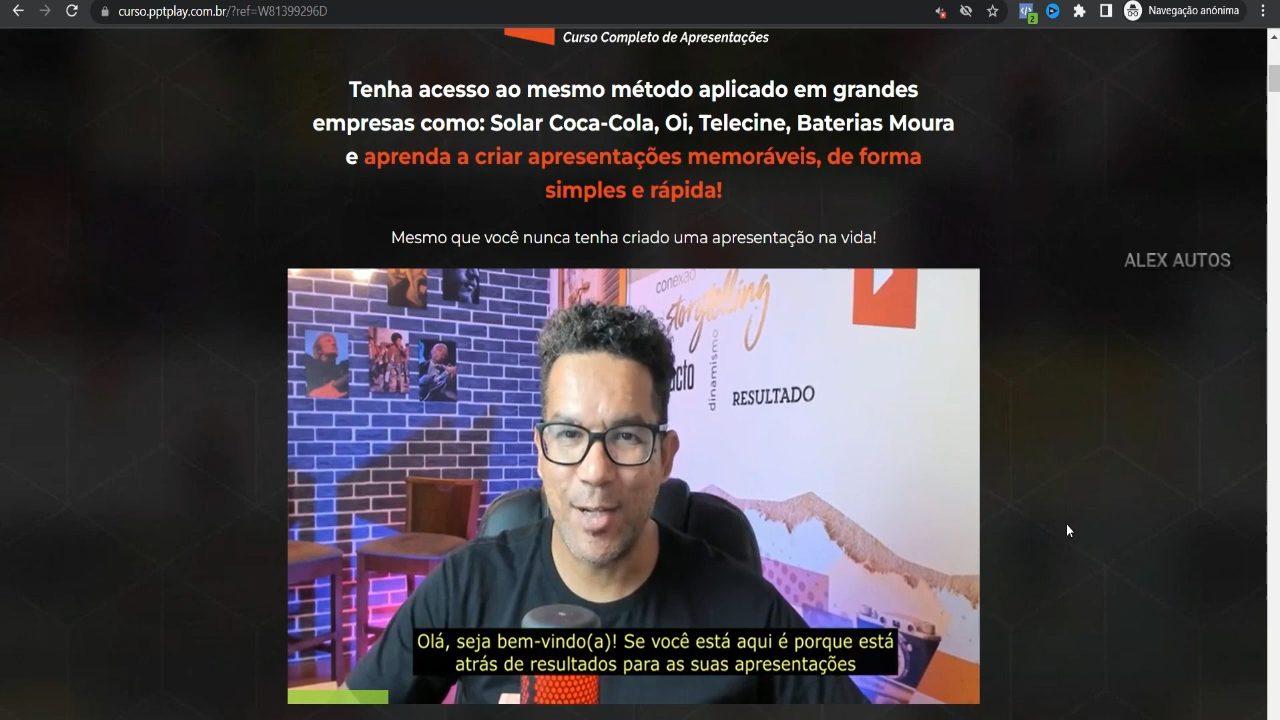 curso.pptplay.com.br/?ref=W81399296D
2
Navegação anónima
Curso Completo de Apresentações
Tenha acesso ao mesmo método aplicado em grandes
empresas como: Solar Coca-Cola, Oi, Telecine, Baterias Moura
e aprenda a criar apresentações memoráveis, de forma
simples e rápida!
Mesmo que você nunca tenha criado uma apresentação na vida!
ALEX AUTOS
conexão
storytelling
dinamismo
RESULTADO
Olá, seja bem-vindo(a)! Se você está aqui é porque está
atrás de resultados para as suas apresentações